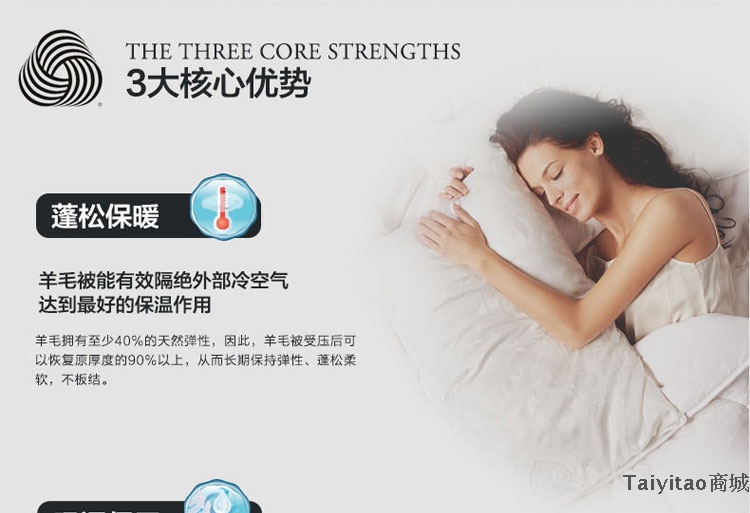 THE THREE CORE STRENGTHS
3大核心优势
蓬松保暖
羊毛被能有效隔绝外部冷空气
达到最好的保温作用
羊毛拥有至少40%的天然弹性，因此，羊毛被受压后可
以恢复原厚度的90%以上，从而长期保持弹性、蓬松柔
软，不板结。
Taiyitao商城